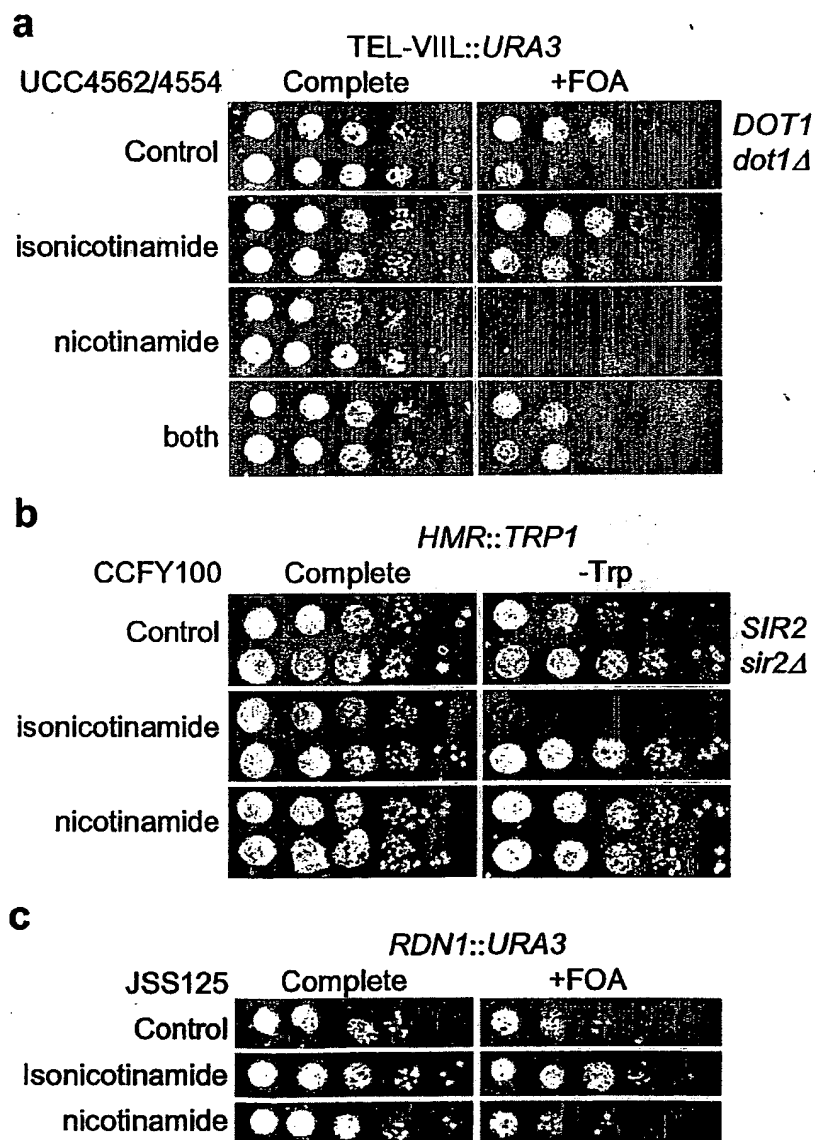 a
TEL-VIIL::URA3
UCC4562/4554 Complete +FOA
Control DOT1
dot1Δ
isonicotinamide
nicotinamide
both
b
HMR::TRP1
CCFY100 Complete -Trp
Control SIR2
sir2Δ
isonicotinamide
nicotinamide
c
RDN1::URA3
JSS125 Complete +FOA
Control
Isonicotinamide
nicotinamide